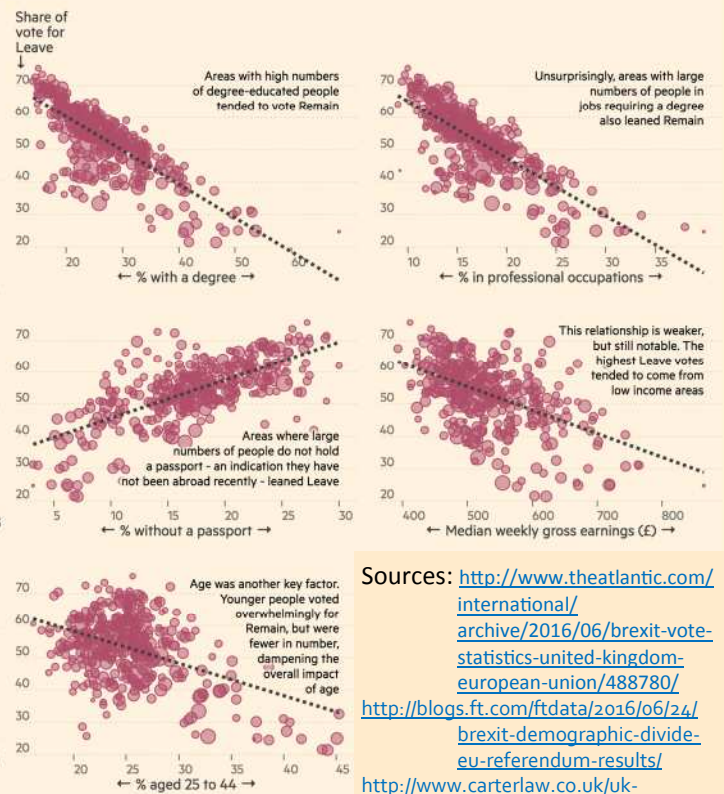 Share of
vote for
Leave
↓
Areas with high numbers
of degree-educated people
tended to vote Remain
70
60
50
40
30
20
20 30 40 50 60
← % with a degree →
Unsurprisingly, areas with large
numbers of people in
jobs requiring a degree
also leaned Remain
70
60
50
40
30
20
10 15 20 25 30 35
← % in professional occupations →
70
60
50
40
30
20
Areas where large
numbers of people do not hold
a passport - an indication they have
not been abroad recently - leaned Leave
5 10 15 20 25 30
← % without a passport →
This relationship is weaker,
but still notable. The
highest Leave votes
tended to come from
low income areas
70
60
50
40
30
20
400 500 600 700 800
← Median weekly gross earnings (£) →
Age was another key factor.
Younger people voted
overwhelmingly for
Remain, but were
fewer in number,
dampening the
overall impact
of age
70
60
50
40
30
20
20 25 30 35 40 45
← % aged 25 to 44 →
Sources: http://www.theatlantic.com/
international/
archive/2016/06/brexit-vote-
statistics-united-kingdom-
european-union/488780/
http://blogs.ft.com/ftdata/2016/06/24/
brexit-demographic-divide-
eu-referendum-results/
http://www.carterlaw.co.uk/uk-